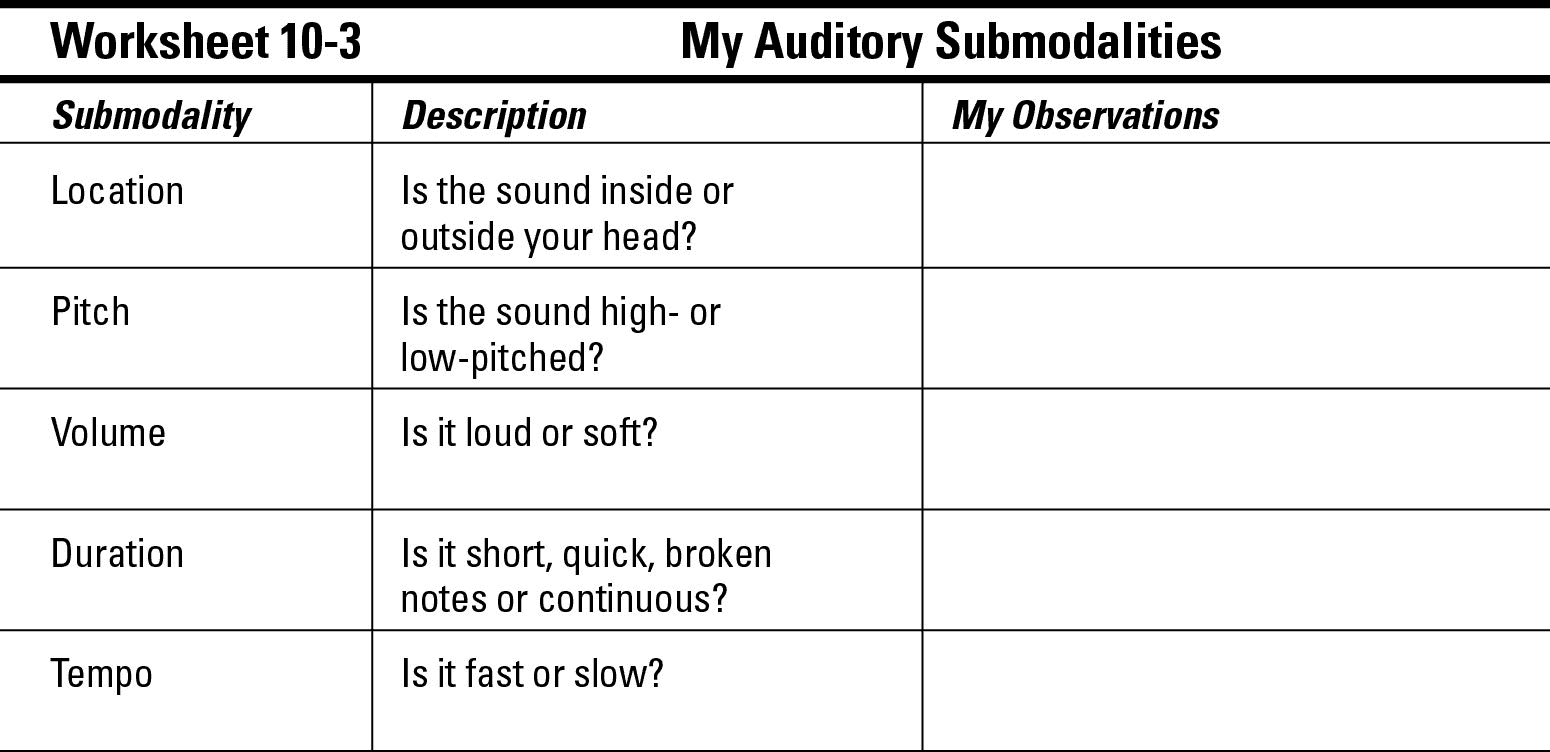 Worksheet 10-3 My Auditory Submodalities
Submodality Description My Observations
Location Is the sound inside or
outside your head?
Pitch Is the sound high- or
low-pitched?
Volume Is it loud or soft?
Duration Is it short, quick, broken
notes or continuous?
Tempo Is it fast or slow?